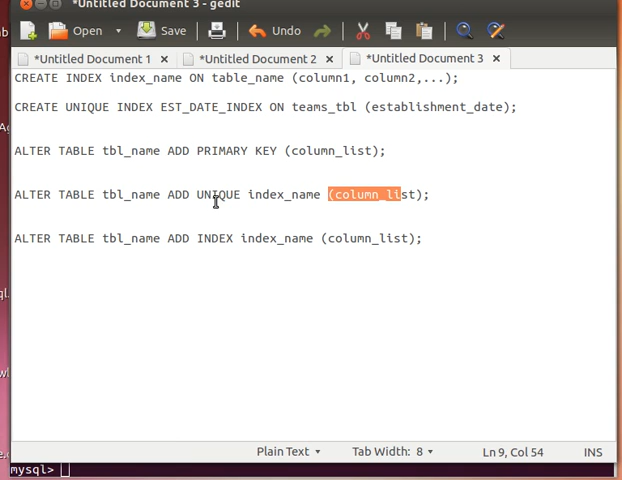 *Untitled Document 3 - gedit
Open Save Undo
*Untitled Document 1 *Untitled Document 2 *Untitled Document 3
CREATE INDEX index_name ON table_name (column1, column2,...);
CREATE UNIQUE INDEX EST_DATE_INDEX ON teams_tbl (establishment_date);
ALTER TABLE tbl_name ADD PRIMARY KEY (column_list);
ALTER TABLE tbl_name ADD UNIQUE index_name (column_list);
ALTER TABLE tbl_name ADD INDEX index_name (column_list);
Plain Text Tab Width: 8 Ln 9, Col 54 INS
mysql>